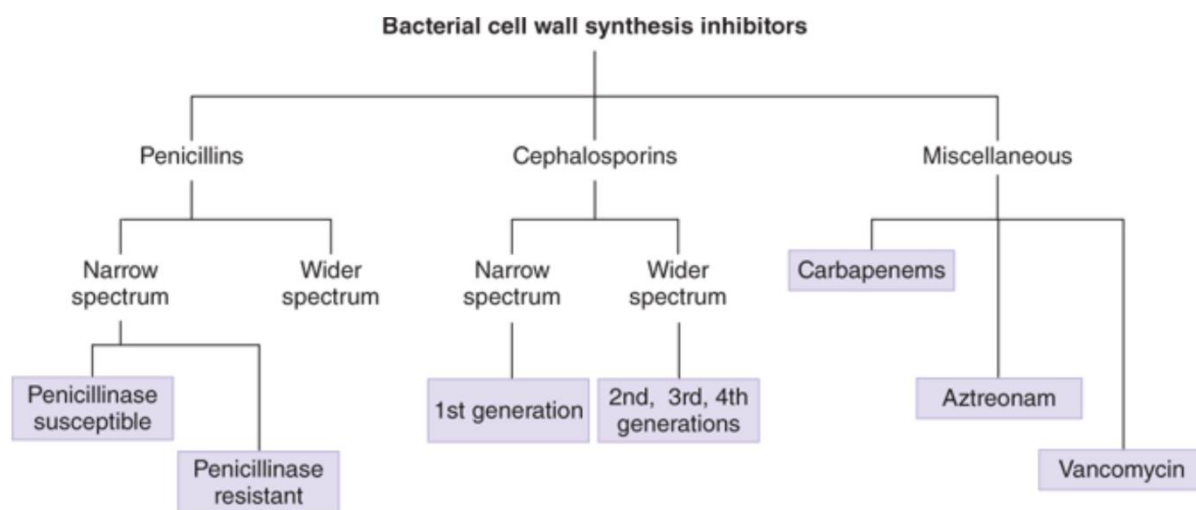 Bacterial cell wall synthesis inhibitors
Penicillins
Cephalosporins
Miscellaneous
Narrow
spectrum
Wider
spectrum
Narrow
spectrum
Wider
spectrum
Carbapenems
Penicillinase
susceptible
1st generation
2nd, 3rd, 4th
generations
Aztreonam
Penicillinase
resistant
Vancomycin